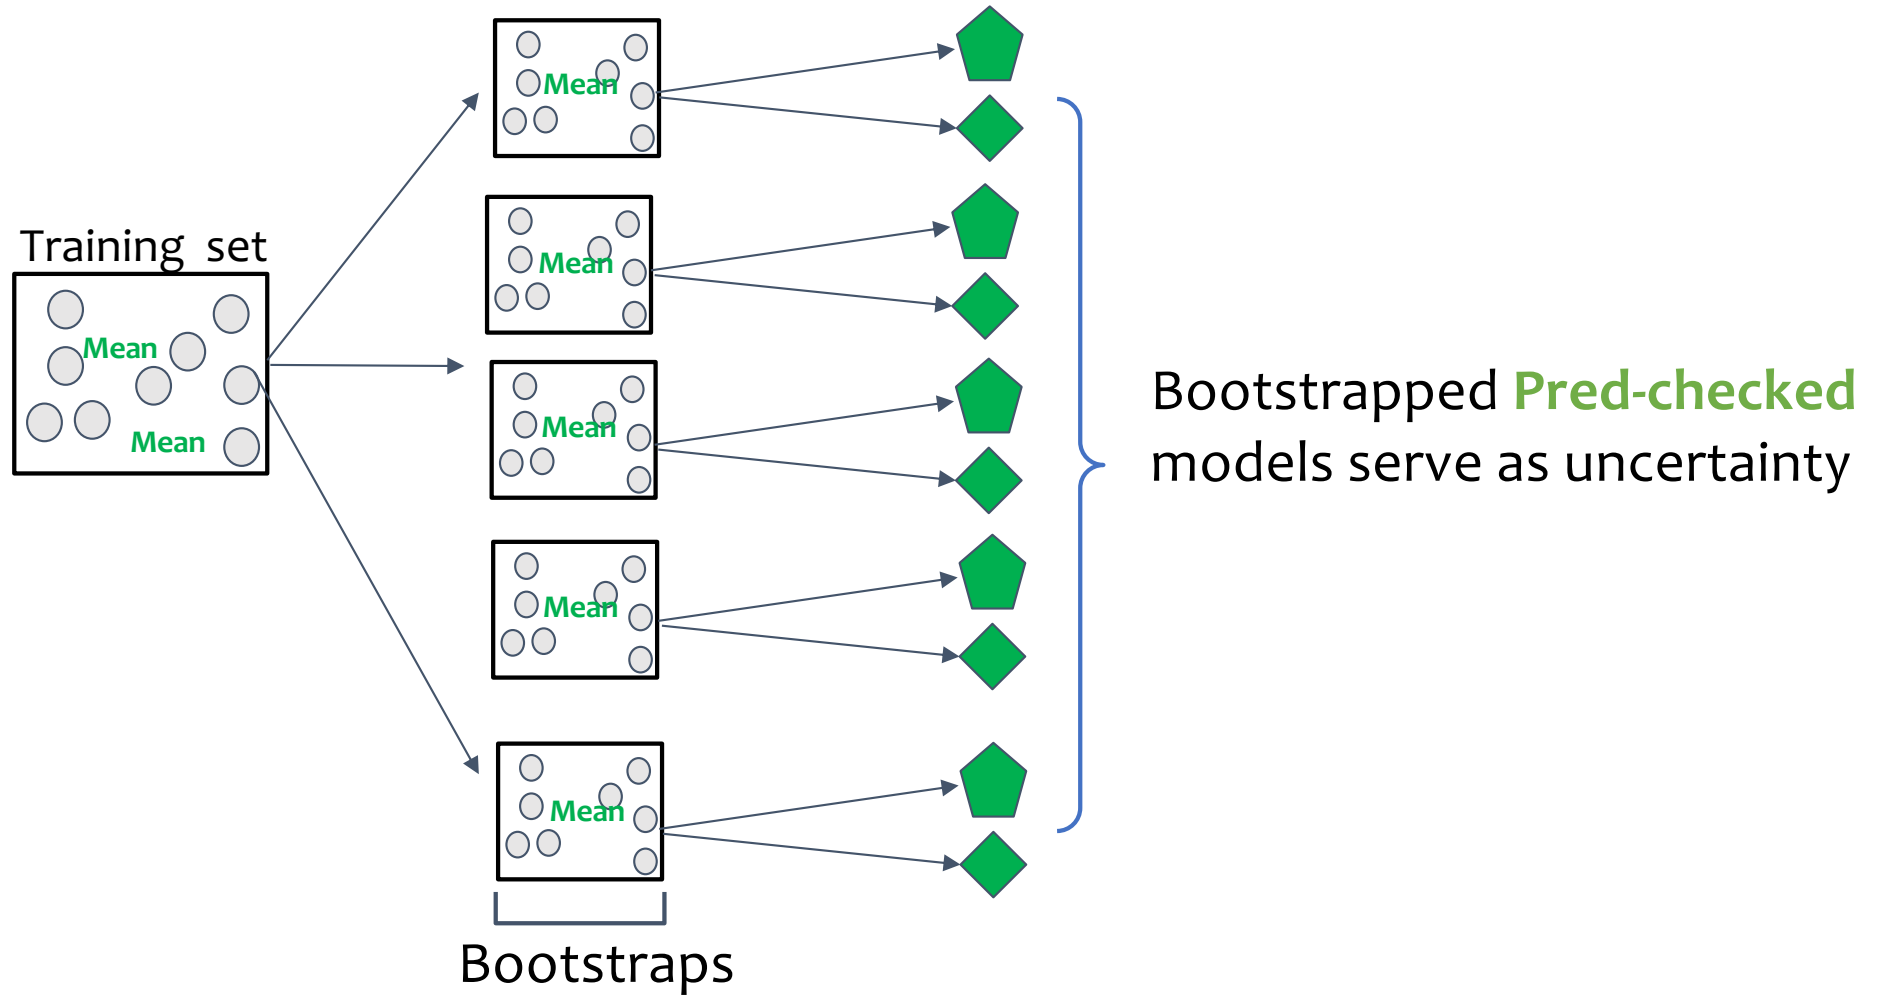 Training set
Mean
Mean
Mean
Mean
Mean
Mean
Mean
Bootstraps
Bootstrapped Pred-checked
models serve as uncertainty